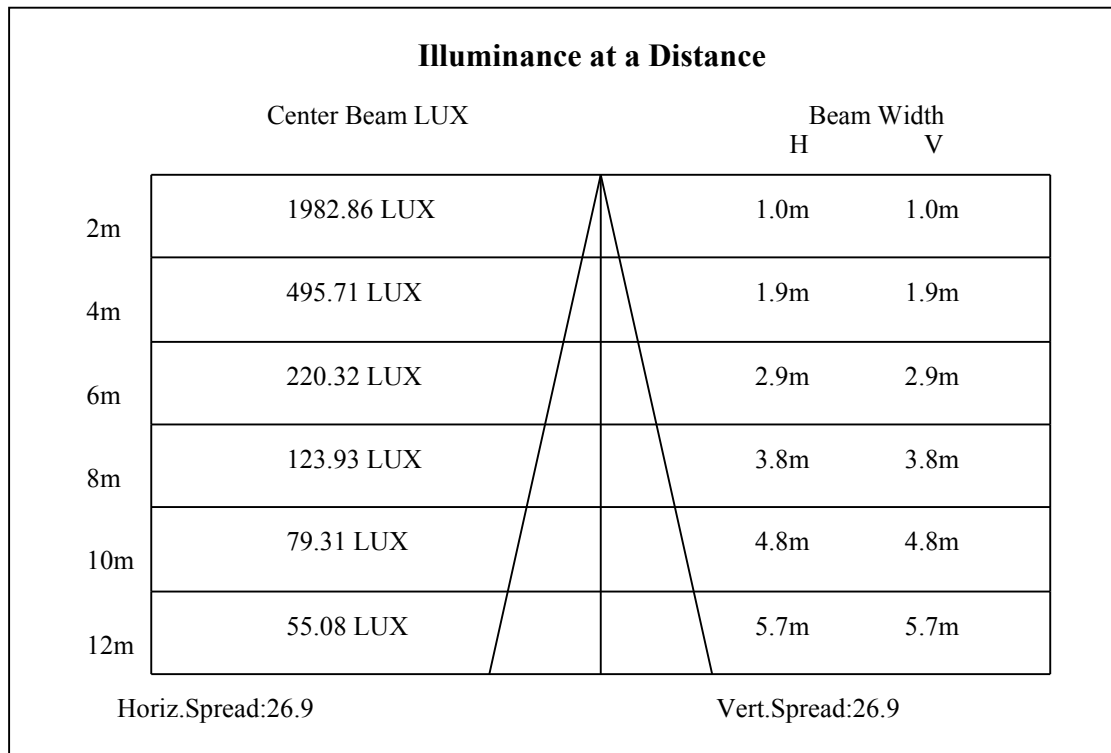 Illuminance at a Distance
Center Beam LUX Beam Width
H V
2m 1982.86 LUX 1.0m 1.0m
4m 495.71 LUX 1.9m 1.9m
6m 220.32 LUX 2.9m 2.9m
8m 123.93 LUX 3.8m 3.8m
10m 79.31 LUX 4.8m 4.8m
12m 55.08 LUX 5.7m 5.7m
Horiz.Spread:26.9 Vert.Spread:26.9